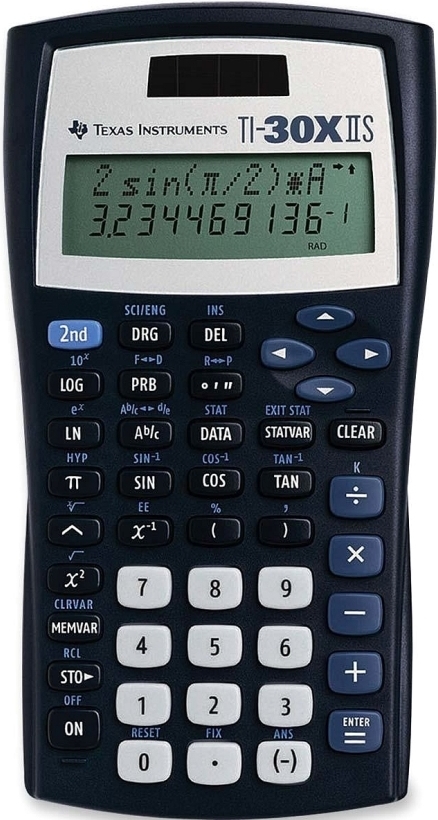 TEXAS INSTRUMENTS TI-30X IIS
2 sin(π/2)*A
3.234469136-1
RAD
SCI/ENG INS
2nd DRG DEL
10ˣ F◄►D R◄►P
LOG PRB ° ' "
eˣ Ab/c◄►d/e STAT EXIT STAT
LN Ab/c DATA STATVAR CLEAR
HYP SIN⁻¹ COS⁻¹ TAN⁻¹ K
π SIN COS TAN ÷
ˣ√ EE % ,
^ x⁻¹ ( ) ×
√
x² 7 8 9
CLRVAR −
MEMVAR 4 5 6
RCL
STO► 1 2 3 +
OFF ENTER
ON =
RESET FIX ANS
0 . (−)